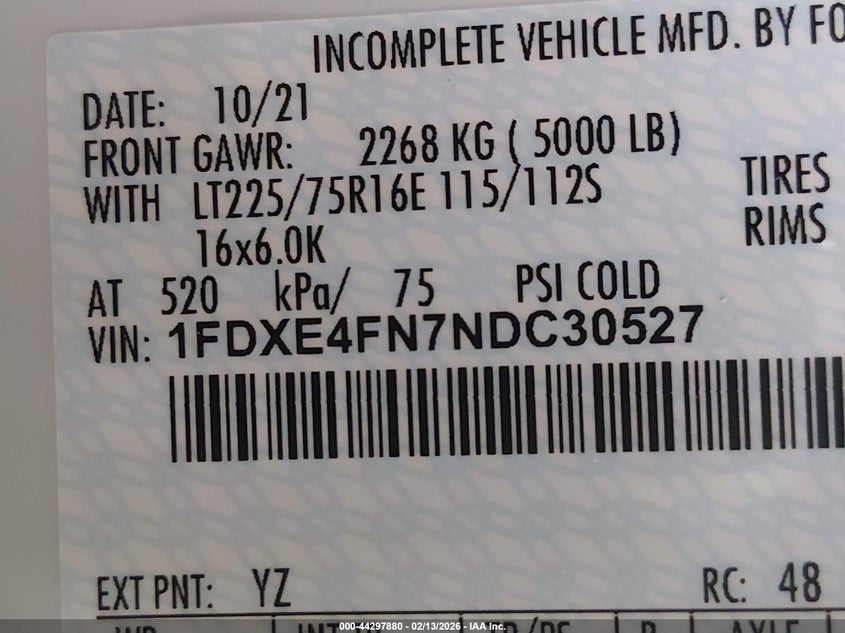 INCOMPLETE VEHICLE MFD. BY FO
DATE: 10/21
FRONT GAWR: 2268 KG ( 5000 LB)
WITH LT225/75R16E 115/112S TIRES
16x6.0K RIMS
AT 520 kPa/ 75 PSI COLD
VIN: 1FDXE4FN7NDC30527
EXT PNT: YZ RC: 48
000-44297880 - 02/13/2026 - IAA Inc.